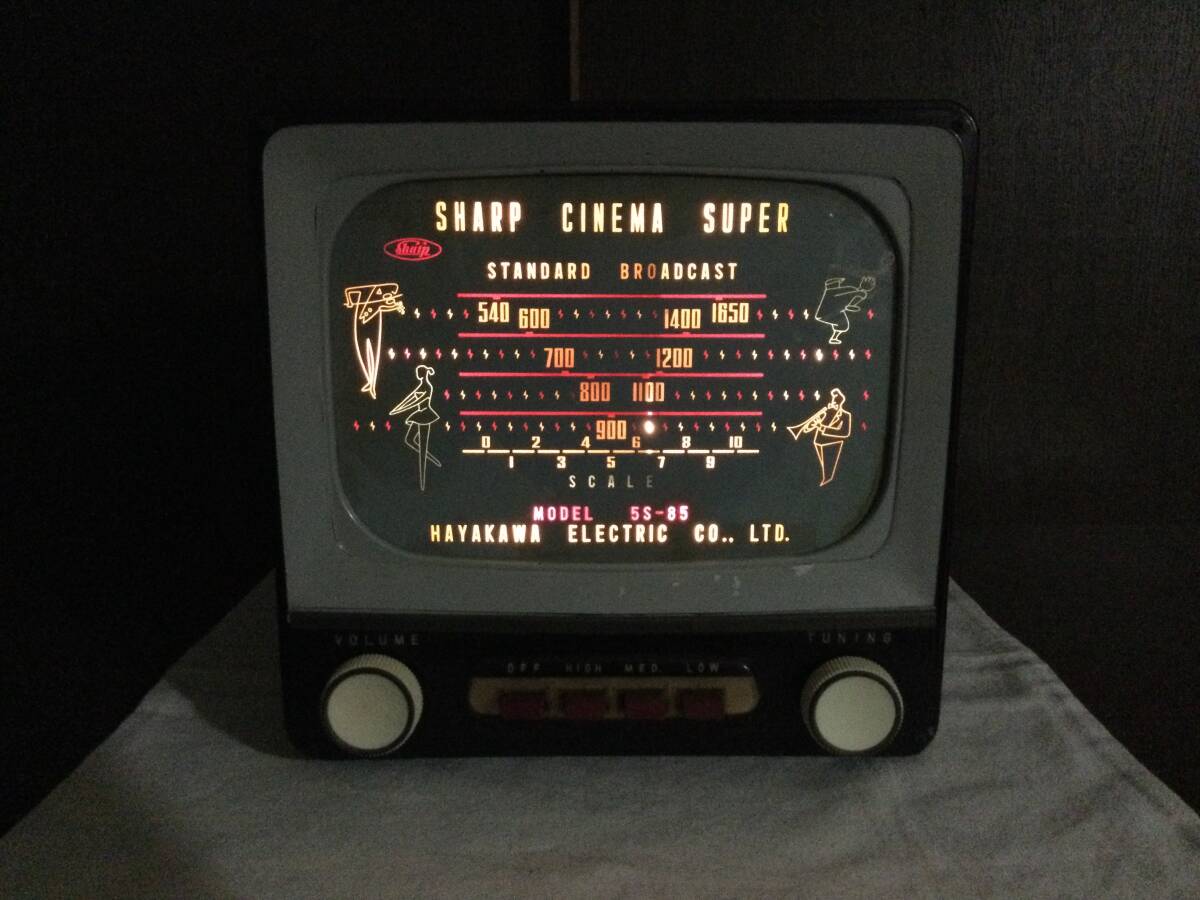 SHARP CINEMA SUPER
Sharp
STANDARD BROADCAST
540 600 1400 1650
700 1200
800 1100
900
0 2 4 6 8 10
1 3 5 7 9
SCALE
MODEL 5S-85
HAYAKAWA ELECTRIC CO., LTD.
VOLUME TUNING
OFF HIGH MED. LOW